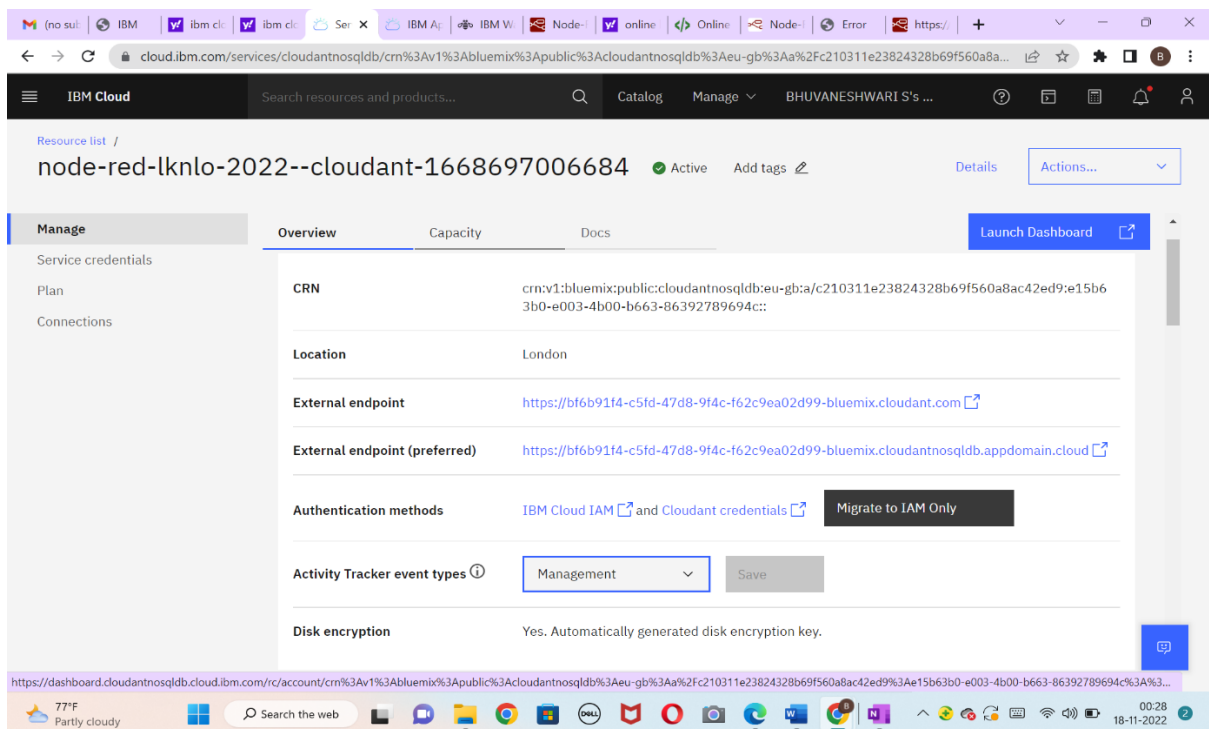 (no sub
IBM
ibm clc
ibm clc
Ser
IBM Ap
IBM W
Node-
online
Online
Node-
Error
https://
cloud.ibm.com/services/cloudantnosqldb/crn%3Av1%3Abluemix%3Apublic%3Acloudantnosqldb%3Aeu-gb%3Aa%2Fc210311e23824328b69f560a8a...
B
IBM Cloud
Search resources and products...
Catalog
Manage
BHUVANESHWARI S's ...
Resource list /
node-red-lknlo-2022--cloudant-1668697006684
Active
Add tags
Details
Actions...
Manage
Service credentials
Plan
Connections
Overview
Capacity
Docs
Launch Dashboard
CRN
crn:v1:bluemix:public:cloudantnosqldb:eu-gb:a/c210311e23824328b69f560a8ac42ed9:e15b6
3b0-e003-4b00-b663-86392789694c::
Location
London
External endpoint
https://bf6b91f4-c5fd-47d8-9f4c-f62c9ea02d99-bluemix.cloudant.com
External endpoint (preferred)
https://bf6b91f4-c5fd-47d8-9f4c-f62c9ea02d99-bluemix.cloudantnosqldb.appdomain.cloud
Authentication methods
IBM Cloud IAM and Cloudant credentials
Migrate to IAM Only
Activity Tracker event types
Management
Save
Disk encryption
Yes. Automatically generated disk encryption key.
https://dashboard.cloudantnosqldb.cloud.ibm.com/rc/account/crn%3Av1%3Abluemix%3Apublic%3Acloudantnosqldb%3Aeu-gb%3Aa%2Fc210311e23824328b69f560a8ac42ed9%3Ae15b63b0-e003-4b00-b663-86392789694c%3A%3...
77°F
Partly cloudy
Search the web
DELL
00:28
18-11-2022
2